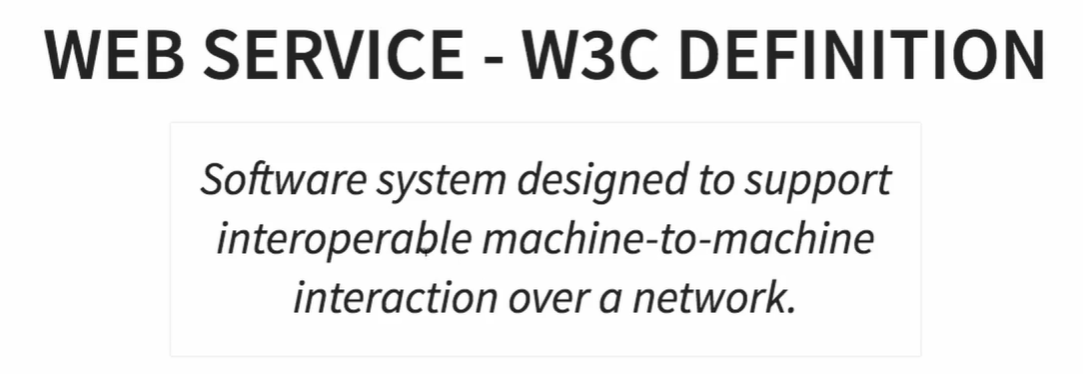 WEB SERVICE - W3C DEFINITION
Software system designed to support
interoperable machine-to-machine
interaction over a network.